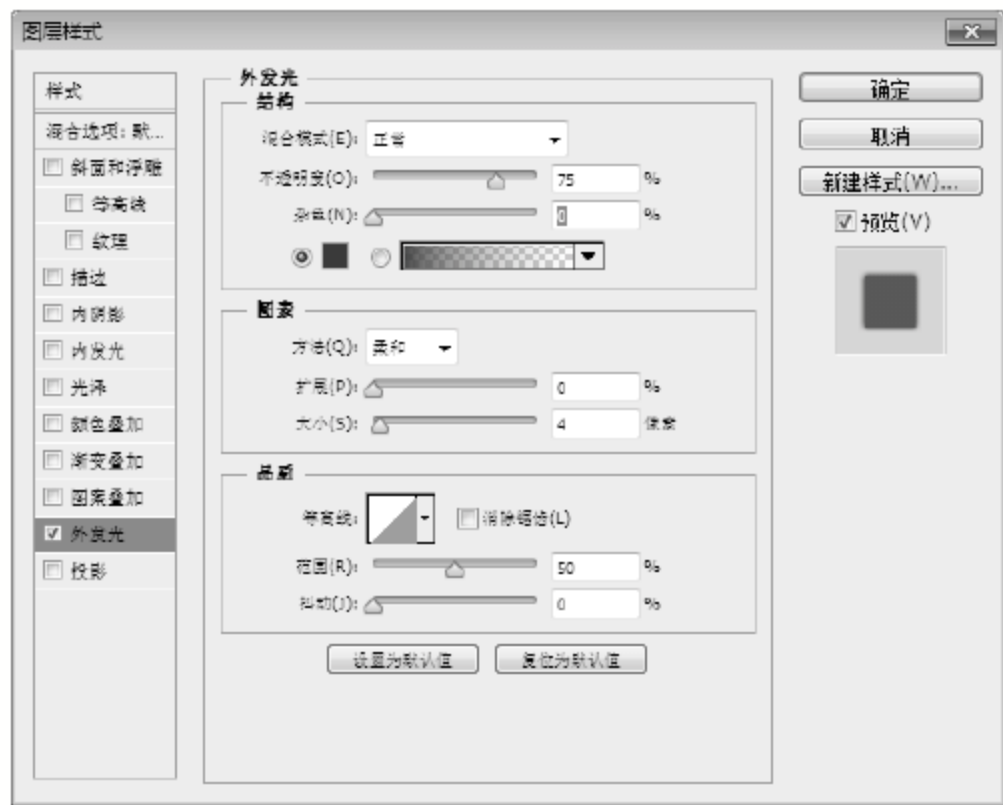 图层样式
样式
混合选项: 默...
斜面和浮雕
等高线
纹理
描边
内阴影
内发光
光泽
颜色叠加
渐变叠加
图案叠加
外发光
投影
外发光
结构
混合模式(E): 正常
不透明度(O): 75 %
杂色(N): 0 %
图素
方法(Q): 柔和
扩展(P): 0 %
大小(S): 4 像素
品质
等高线: 消除锯齿(L)
范围(R): 50 %
抖动(J): 0 %
设置为默认值 复位为默认值
确定
取消
新建样式(W)...
预览(V)